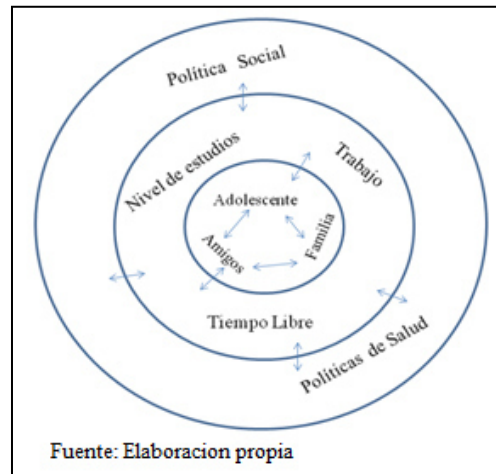 Política Social
Nivel de estudios
Trabajo
Adolescente
Amigos
Familia
Tiempo Libre
Políticas de Salud
Fuente: Elaboracion propia